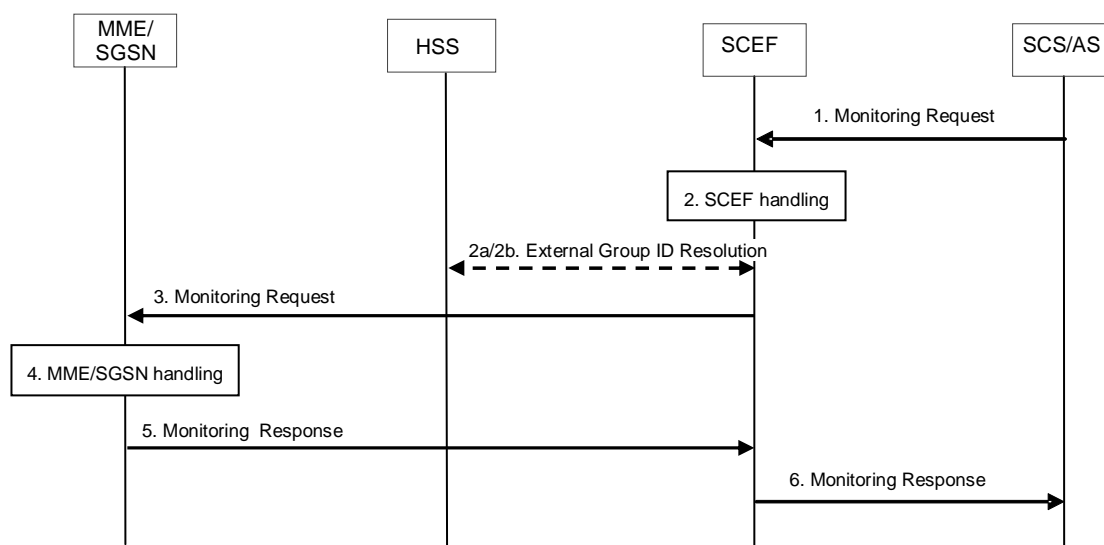 MME/
SGSN
HSS
SCEF
SCS/AS
1. Monitoring Request
2. SCEF handling
2a/2b. External Group ID Resolution
3. Monitoring Request
4. MME/SGSN handling
5. Monitoring Response
6. Monitoring Response